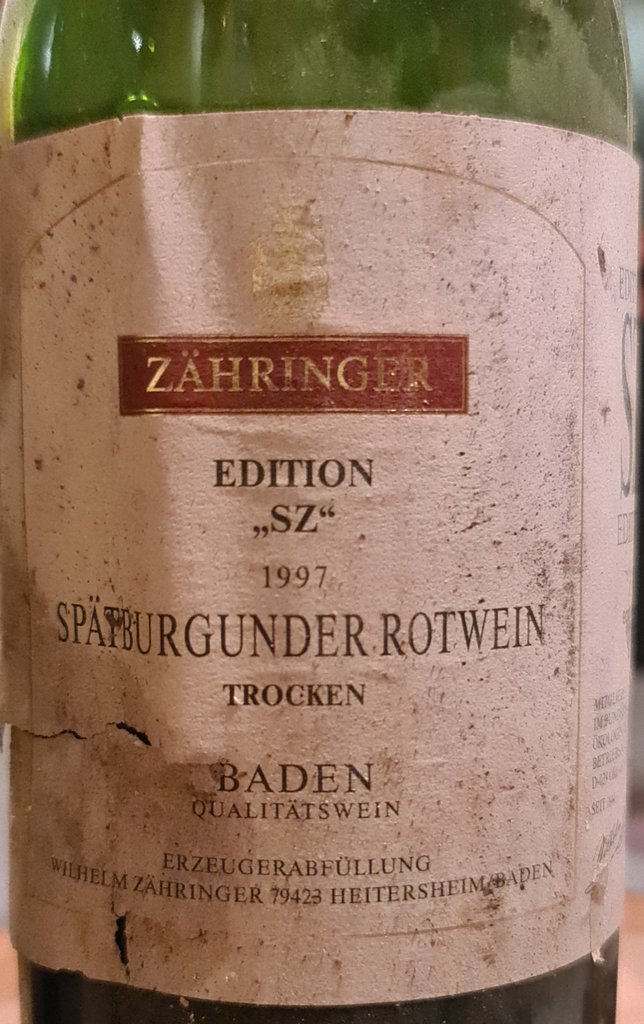 ZÄHRINGER
EDITION
„SZ“
1997
SPÄTBURGUNDER ROTWEIN
TROCKEN
BADEN
QUALITÄTSWEIN
ERZEUGERABFÜLLUNG
WILHELM ZÄHRINGER 79423 HEITERSHEIM/BADEN